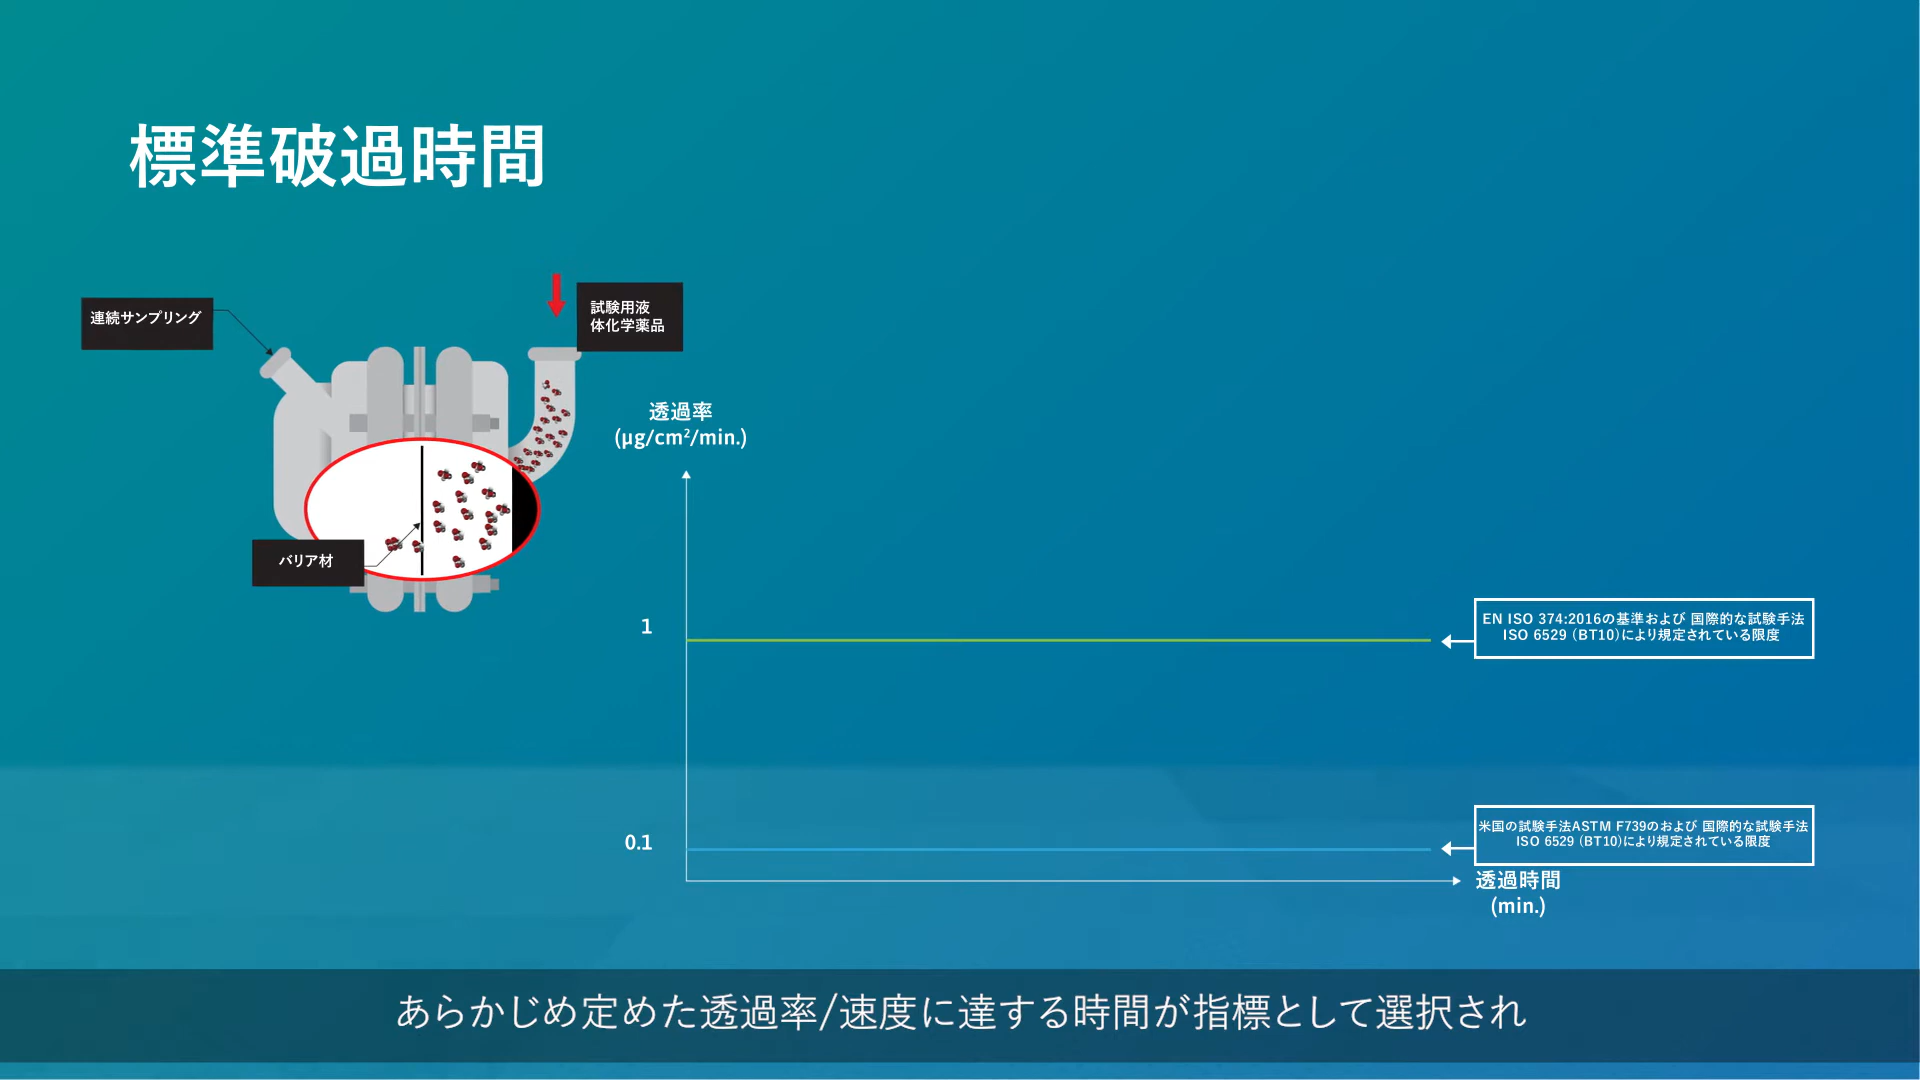 標準破過時間
連続サンプリング
試験用液
体化学薬品
バリア材
透過率
(µg/cm²/min.)
1
EN ISO 374:2016の基準および 国際的な試験手法
ISO 6529 (BT10)により規定されている限度
0.1
米国の試験手法ASTM F739のおよび 国際的な試験手法
ISO 6529 (BT10)により規定されている限度
透過時間
(min.)
あらかじめ定めた透過率/速度に達する時間が指標として選択され